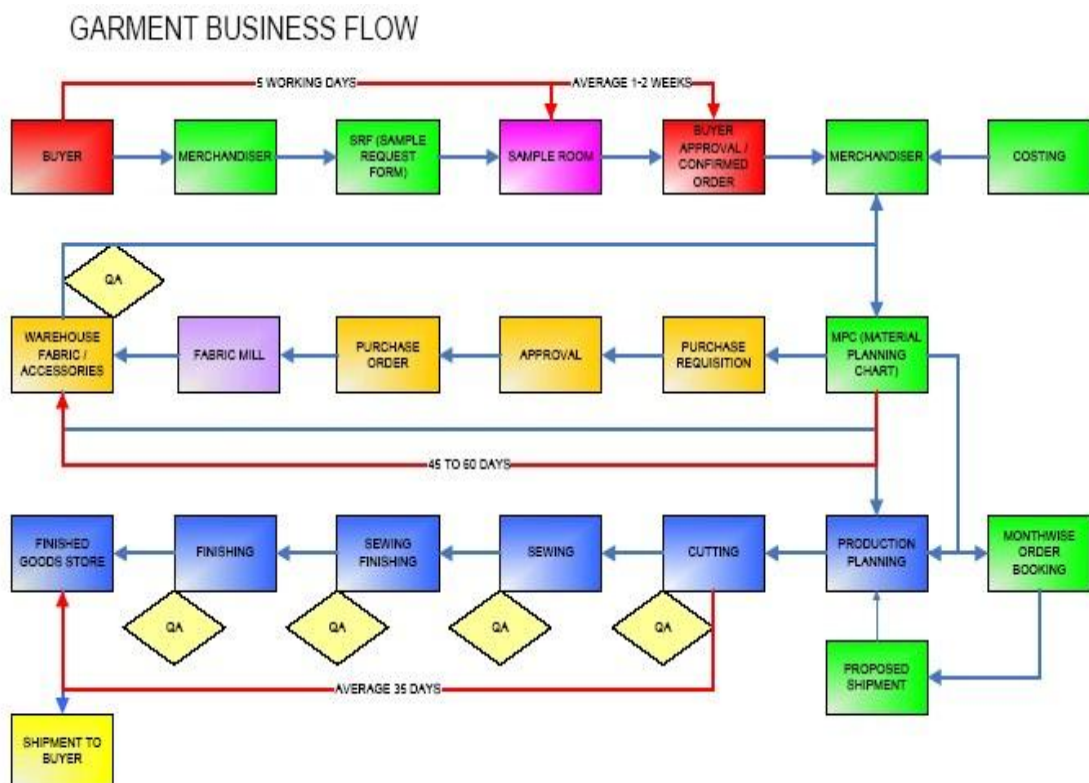 GARMENT BUSINESS FLOW
5 WORKING DAYS
AVERAGE 1-2 WEEKS
BUYER
MERCHANDISER
SRF (SAMPLE
REQUEST
FORM)
SAMPLE ROOM
BUYER
APPROVAL /
CONFIRMED
ORDER
MERCHANDISER
COSTING
QA
WAREHOUSE
FABRIC /
ACCESSORIES
FABRIC MILL
PURCHASE
ORDER
APPROVAL
PURCHASE
REQUISITION
MPC (MATERIAL
PLANNING
CHART)
45 TO 60 DAYS
FINISHED
GOODS STORE
FINISHING
SEWING
FINISHING
SEWING
CUTTING
PRODUCTION
PLANNING
MONTHWISE
ORDER
BOOKING
QA
QA
QA
QA
PROPOSED
SHIPMENT
AVERAGE 35 DAYS
SHIPMENT TO
BUYER